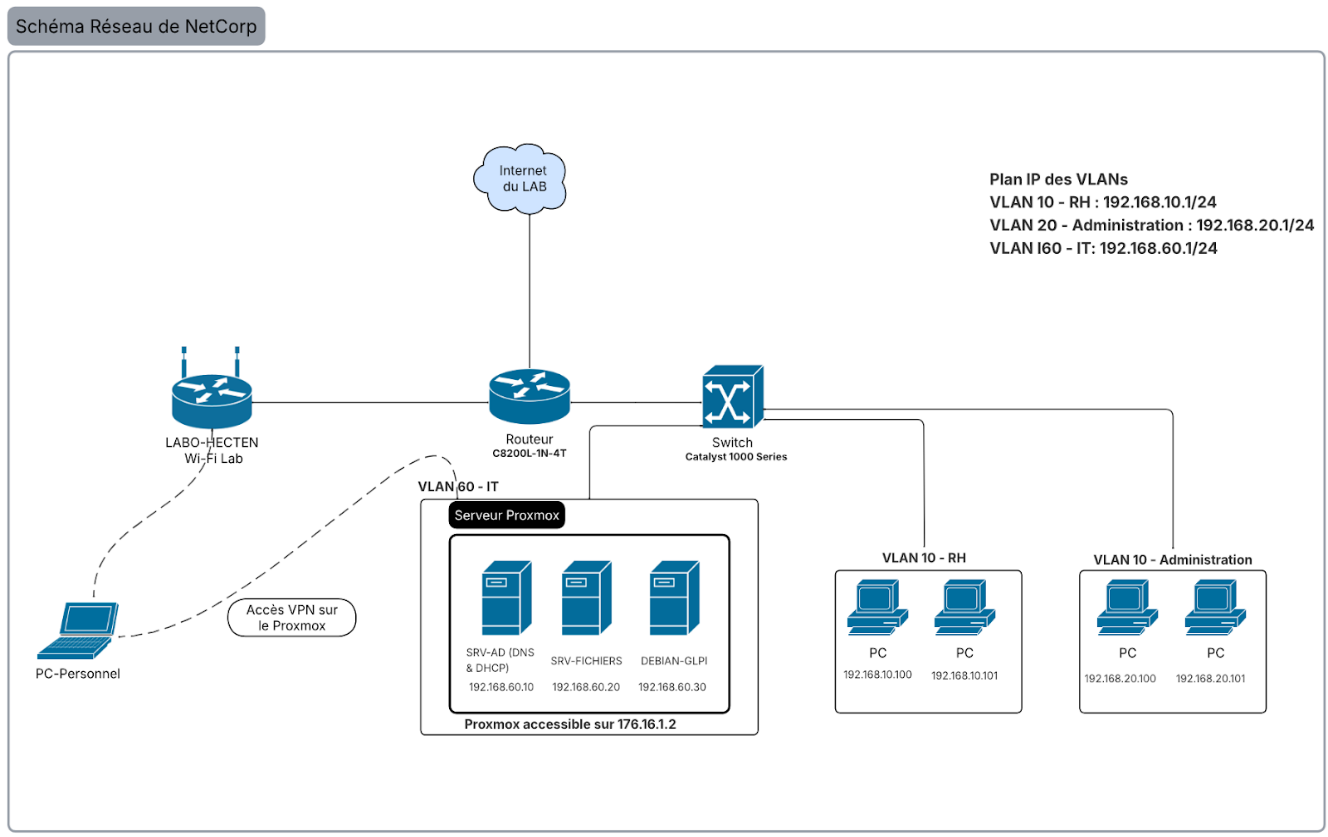 Schéma Réseau de NetCorp
Internet
du LAB
Plan IP des VLANs
VLAN 10 - RH : 192.168.10.1/24
VLAN 20 - Administration : 192.168.20.1/24
VLAN I60 - IT: 192.168.60.1/24
LABO-HECTEN
Wi-Fi Lab
Routeur
C8200L-1N-4T
Switch
Catalyst 1000 Series
VLAN 60 - IT
Serveur Proxmox
SRV-AD (DNS
& DHCP)
192.168.60.10
SRV-FICHIERS
192.168.60.20
DEBIAN-GLPI
192.168.60.30
Proxmox accessible sur 176.16.1.2
Accès VPN sur
le Proxmox
PC-Personnel
VLAN 10 - RH
PC
192.168.10.100
PC
192.168.10.101
VLAN 10 - Administration
PC
192.168.20.100
PC
192.168.20.101